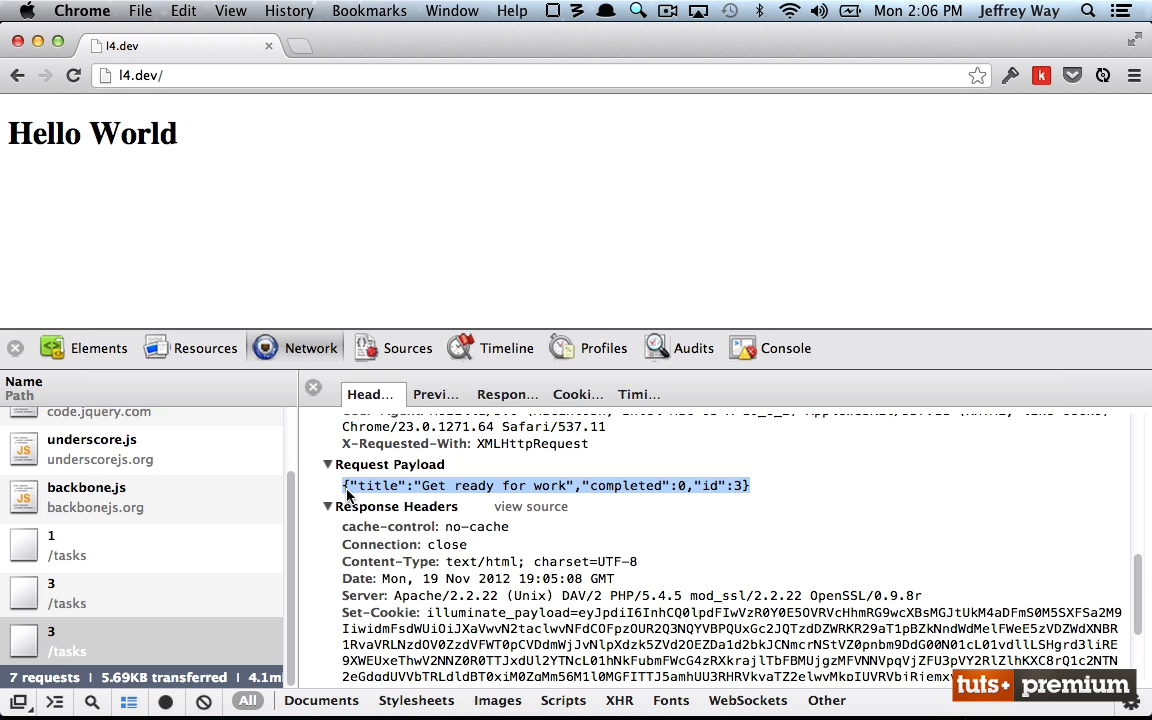 Chrome File Edit View History Bookmarks Window Help Mon 2:06 PM Jeffrey Way
l4.dev
l4.dev/
Hello World
Elements Resources Network Sources Timeline Profiles Audits Console
Name
Path
Head... Previ... Respon... Cooki... Timi...
code.jquery.com
underscore.js
underscorejs.org
backbone.js
backbonejs.org
1
/tasks
3
/tasks
3
/tasks
Chrome/23.0.1271.64 Safari/537.11
X-Requested-With: XMLHttpRequest
Request Payload
{"title":"Get ready for work","completed":0,"id":3}
Response Headers view source
cache-control: no-cache
Connection: close
Content-Type: text/html; charset=UTF-8
Date: Mon, 19 Nov 2012 19:05:08 GMT
Server: Apache/2.2.22 (Unix) DAV/2 PHP/5.4.5 mod_ssl/2.2.22 OpenSSL/0.9.8r
Set-Cookie:
7 requests | 5.69KB transferred | 4.1m
All Documents Stylesheets Images Scripts XHR Fonts WebSockets Other
tuts+ premium